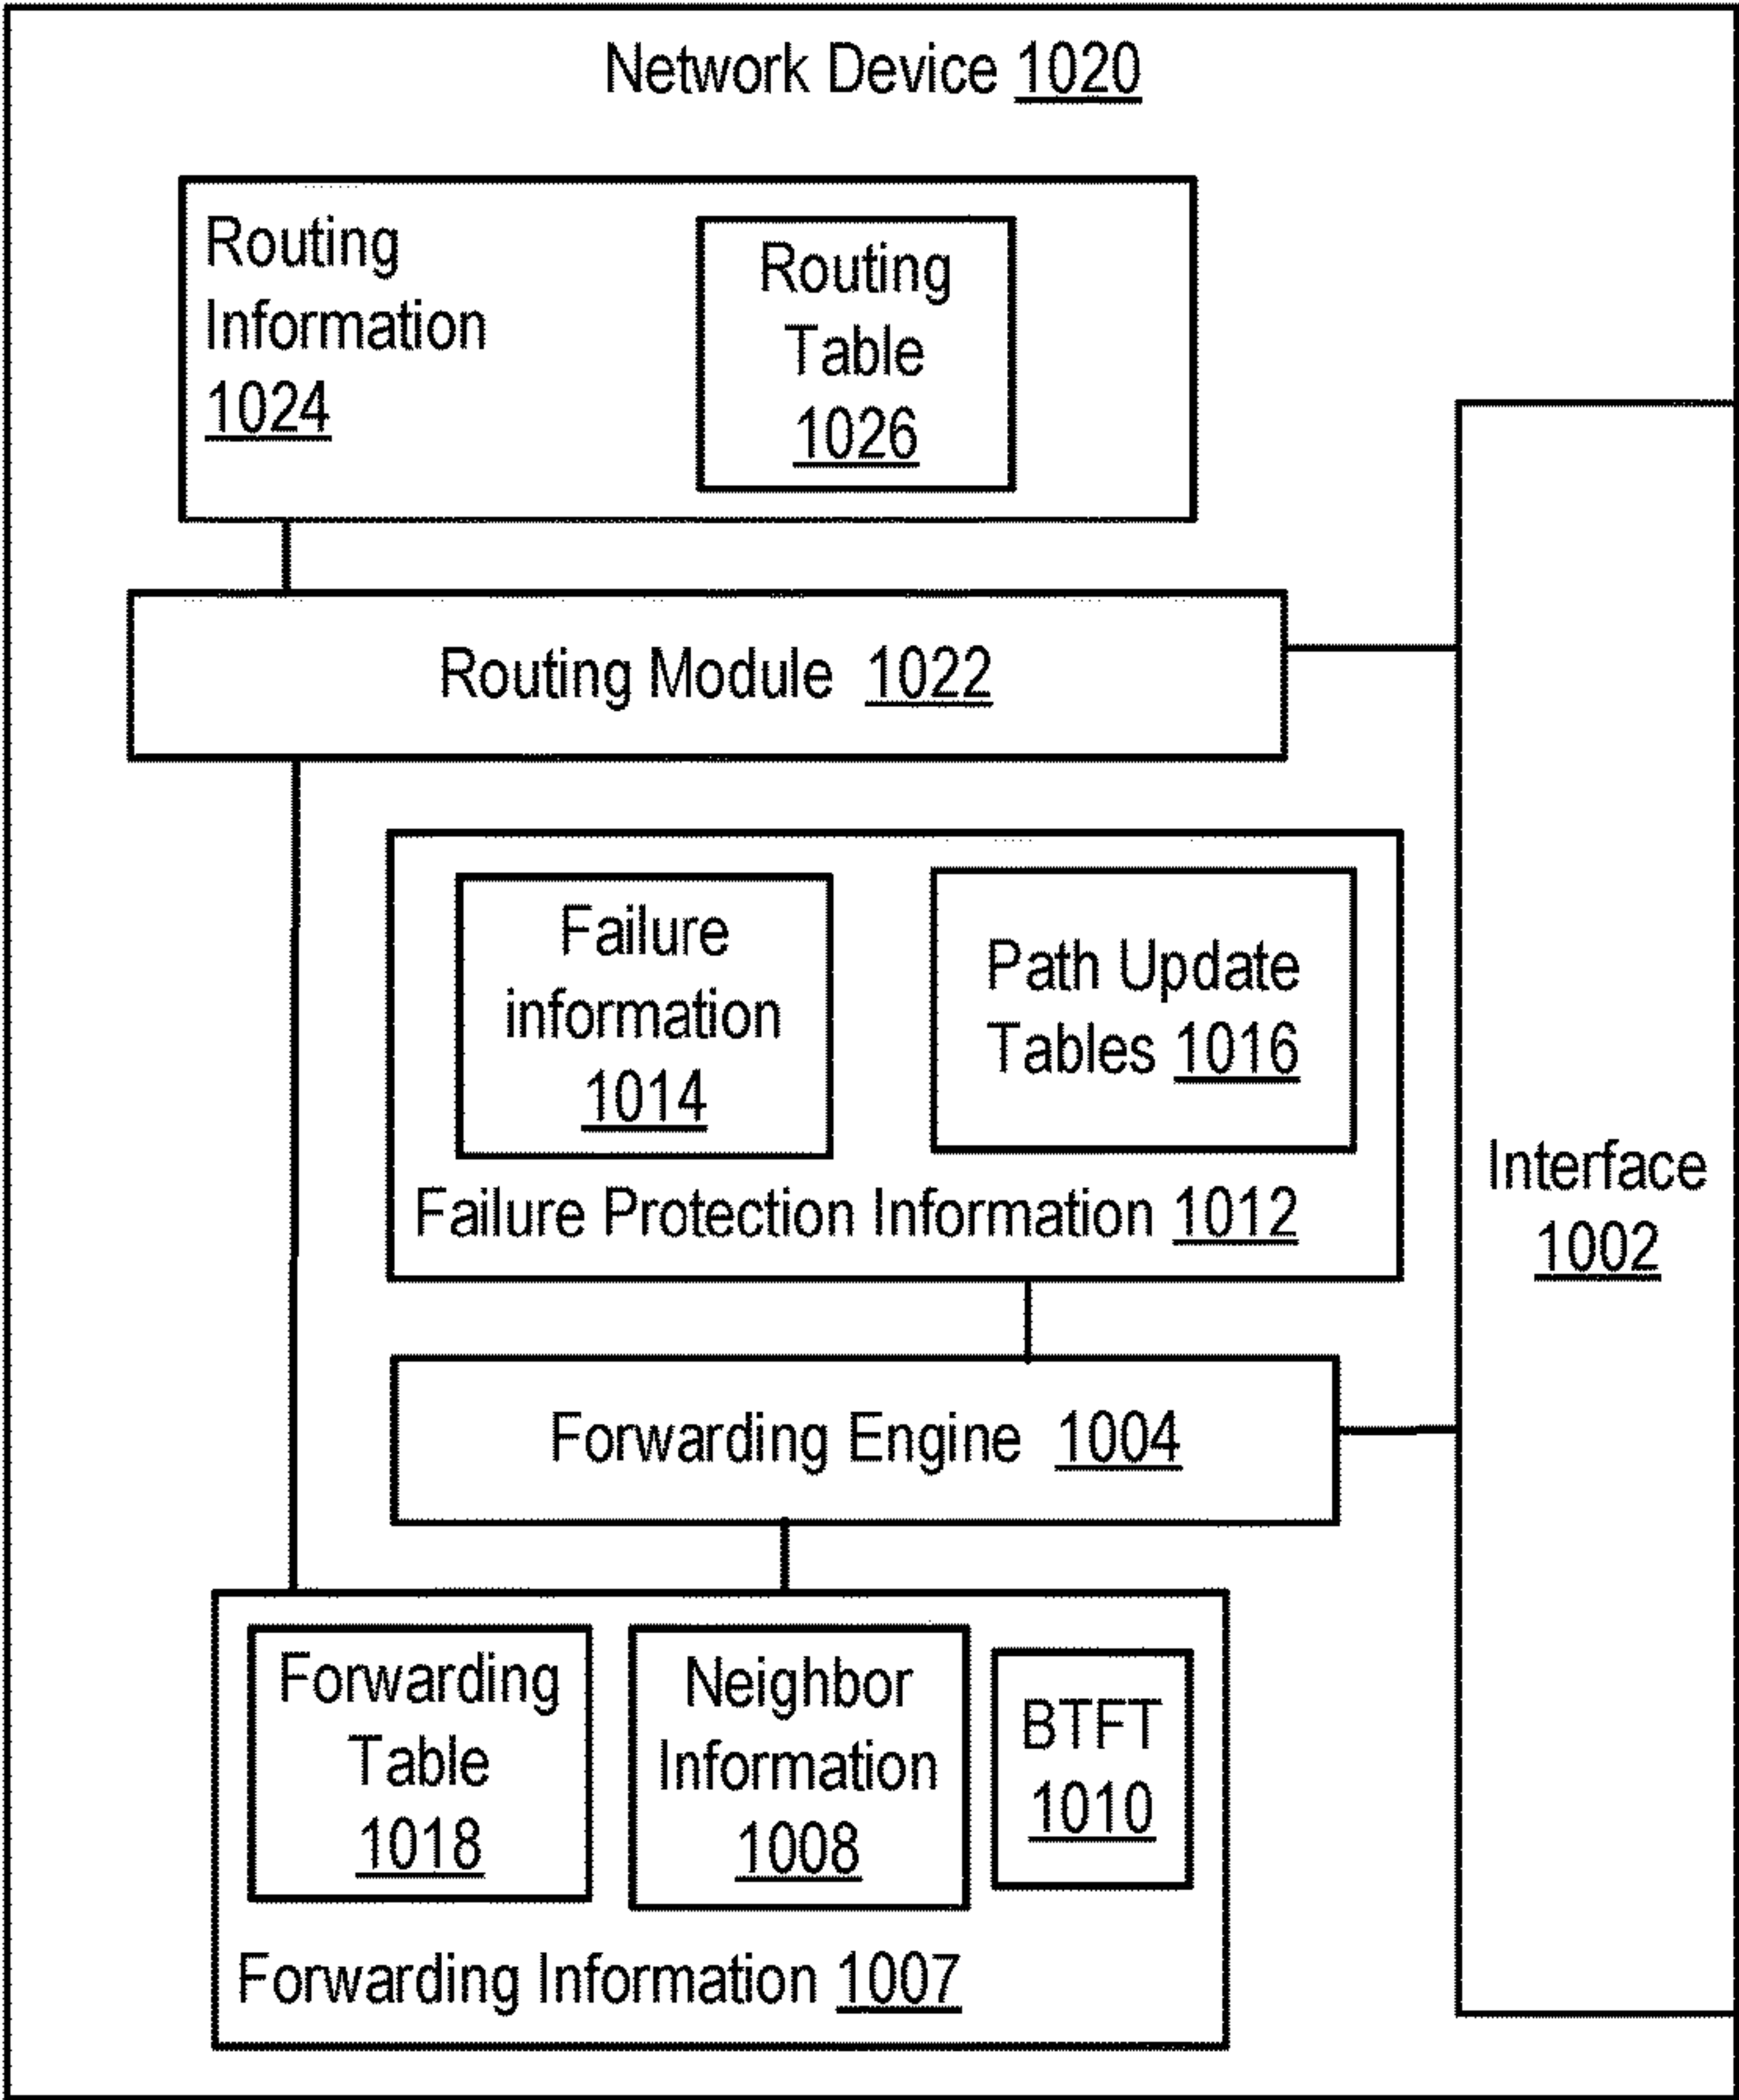 Network Device 1020
Routing
Information
1024
Routing
Table
1026
Routing Module 1022
Failure
information
1014
Path Update
Tables 1016
Failure Protection Information 1012
Interface
1002
Forwarding Engine 1004
Forwarding
Table
1018
Neighbor
Information
1008
BTFT
1010
Forwarding Information 1007